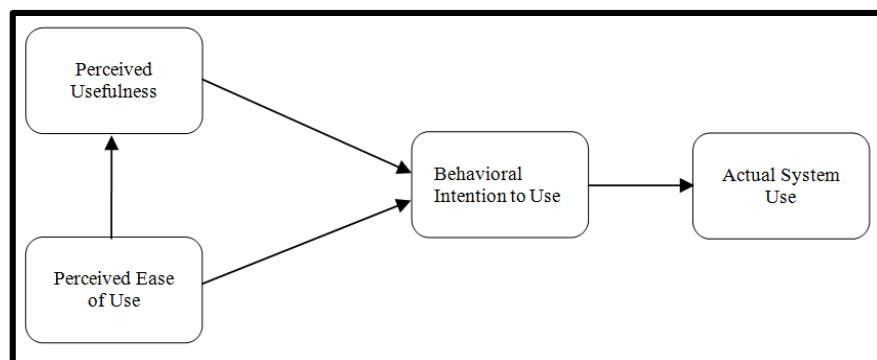 Perceived
Usefulness
Behavioral
Intention to Use
Actual System
Use
Perceived Ease
of Use